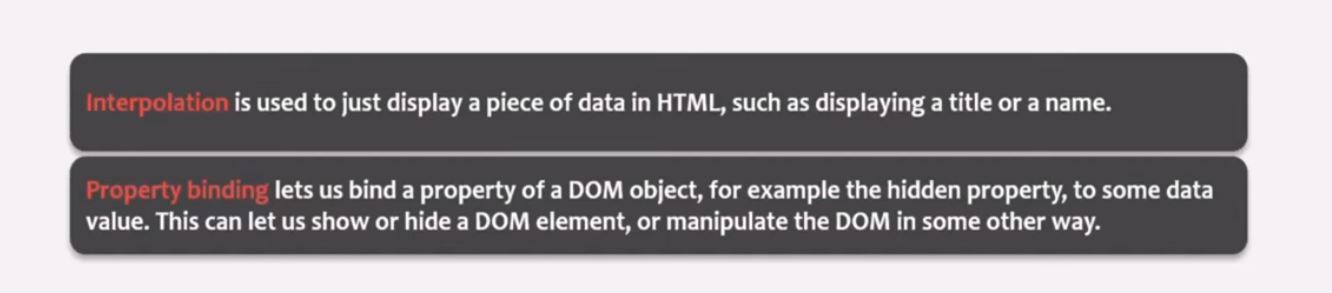 Interpolation is used to just display a piece of data in HTML, such as displaying a title or a name.
Property binding lets us bind a property of a DOM object, for example the hidden property, to some data
value. This can let us show or hide a DOM element, or manipulate the DOM in some other way.